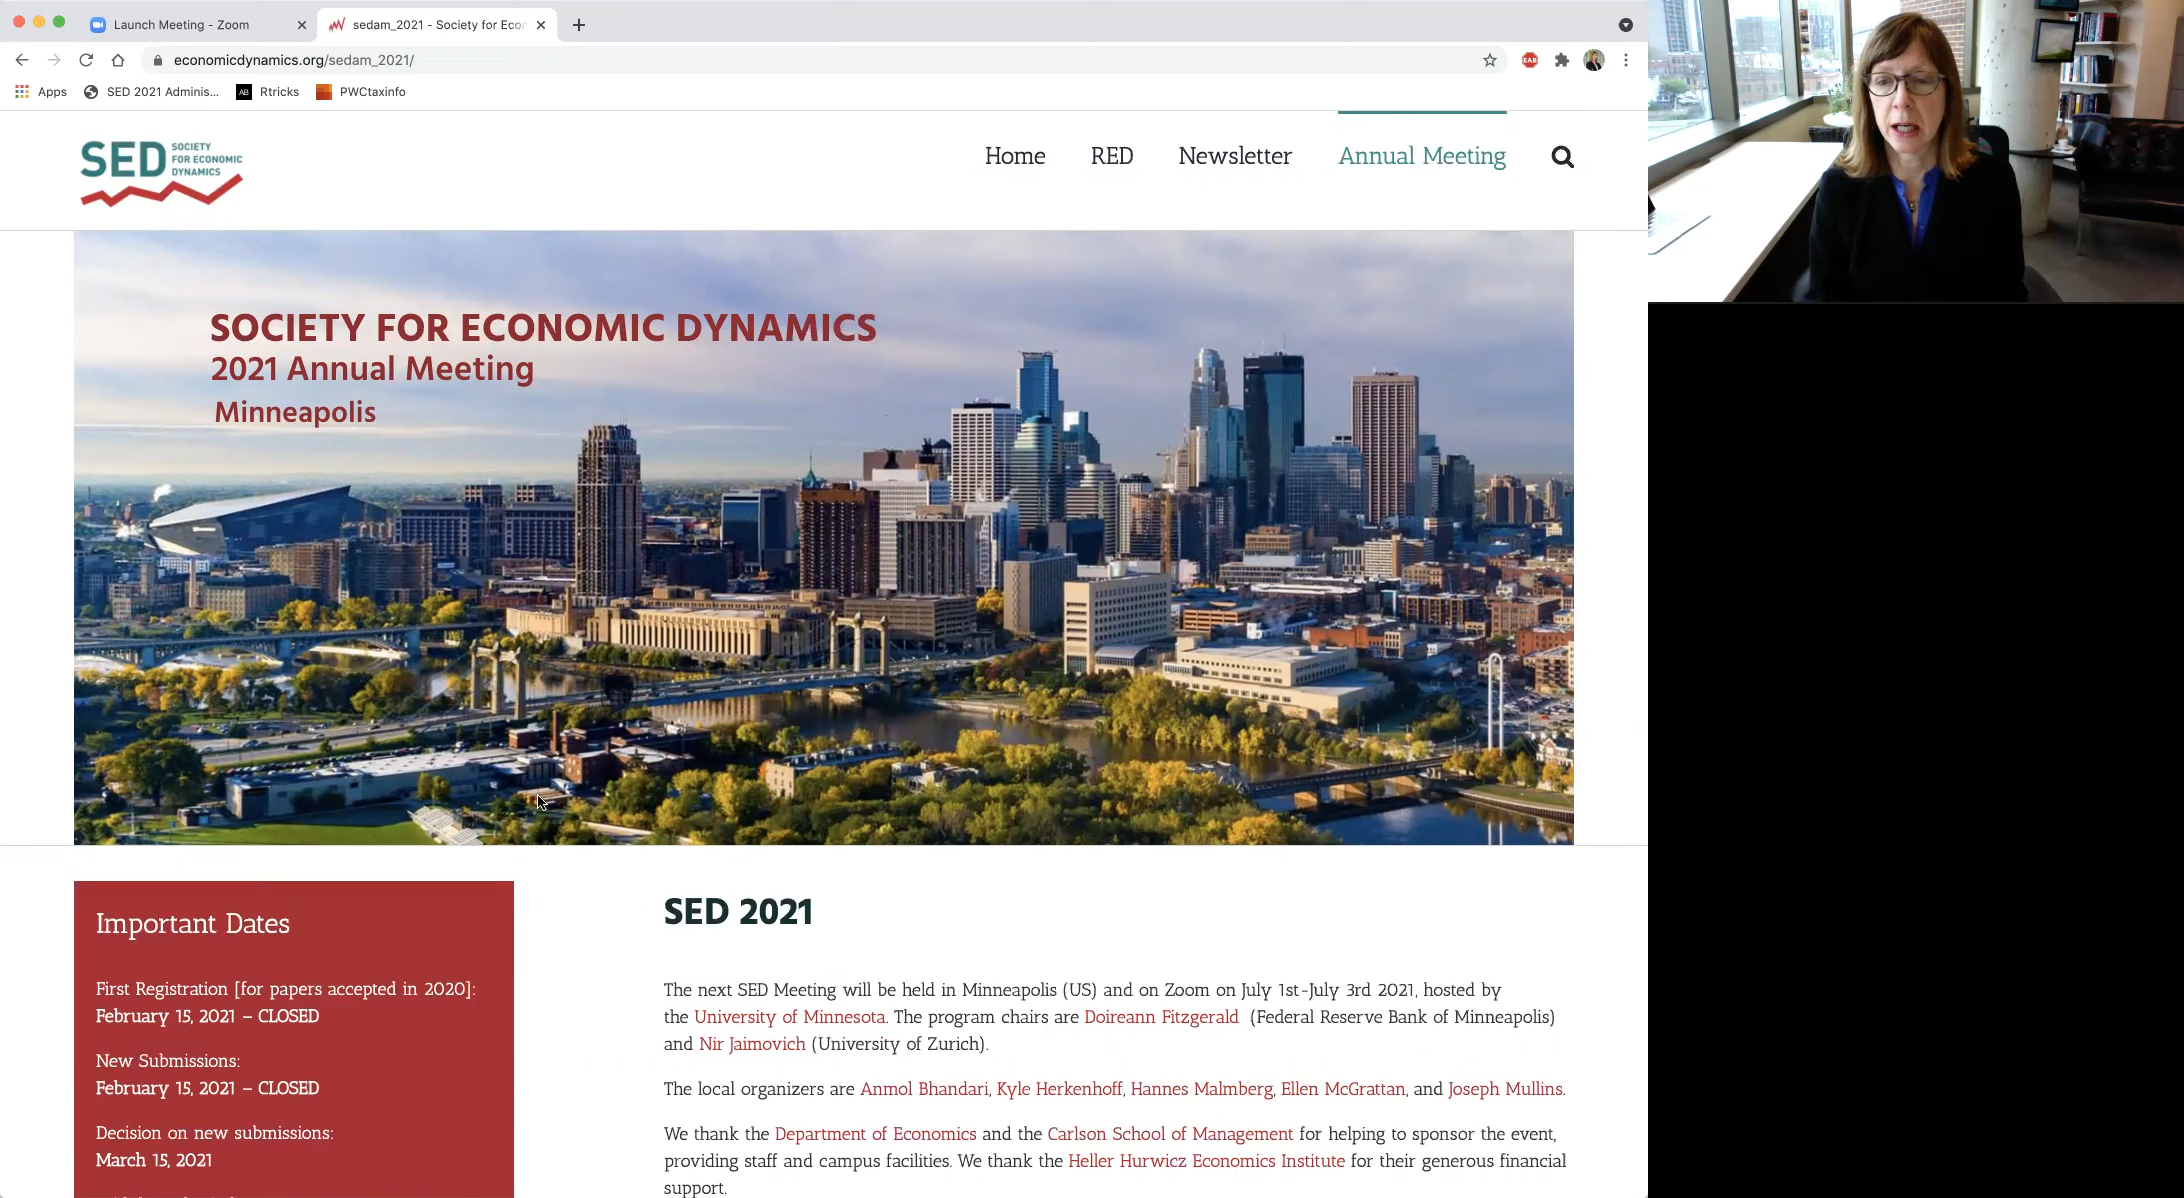 Launch Meeting - Zoom
sedam_2021 - Society for Econ
economicdynamics.org/sedam_2021/
EAB
Apps
SED 2021 Adminis...
AB
Rtricks
PWCtaxinfo
SED
SOCIETY
FOR ECONOMIC
DYNAMICS
Home
RED
Newsletter
Annual Meeting
SOCIETY FOR ECONOMIC DYNAMICS
2021 Annual Meeting
Minneapolis
Important Dates
First Registration [for papers accepted in 2020]:
February 15, 2021 – CLOSED
New Submissions:
February 15, 2021 – CLOSED
Decision on new submissions:
March 15, 2021
SED 2021
The next SED Meeting will be held in Minneapolis (US) and on Zoom on July 1st-July 3rd 2021, hosted by
the University of Minnesota. The program chairs are Doireann Fitzgerald (Federal Reserve Bank of Minneapolis)
and Nir Jaimovich (University of Zurich).
The local organizers are Anmol Bhandari, Kyle Herkenhoff, Hannes Malmberg, Ellen McGrattan, and Joseph Mullins.
We thank the Department of Economics and the Carlson School of Management for helping to sponsor the event,
providing staff and campus facilities. We thank the Heller Hurwicz Economics Institute for their generous financial
support.